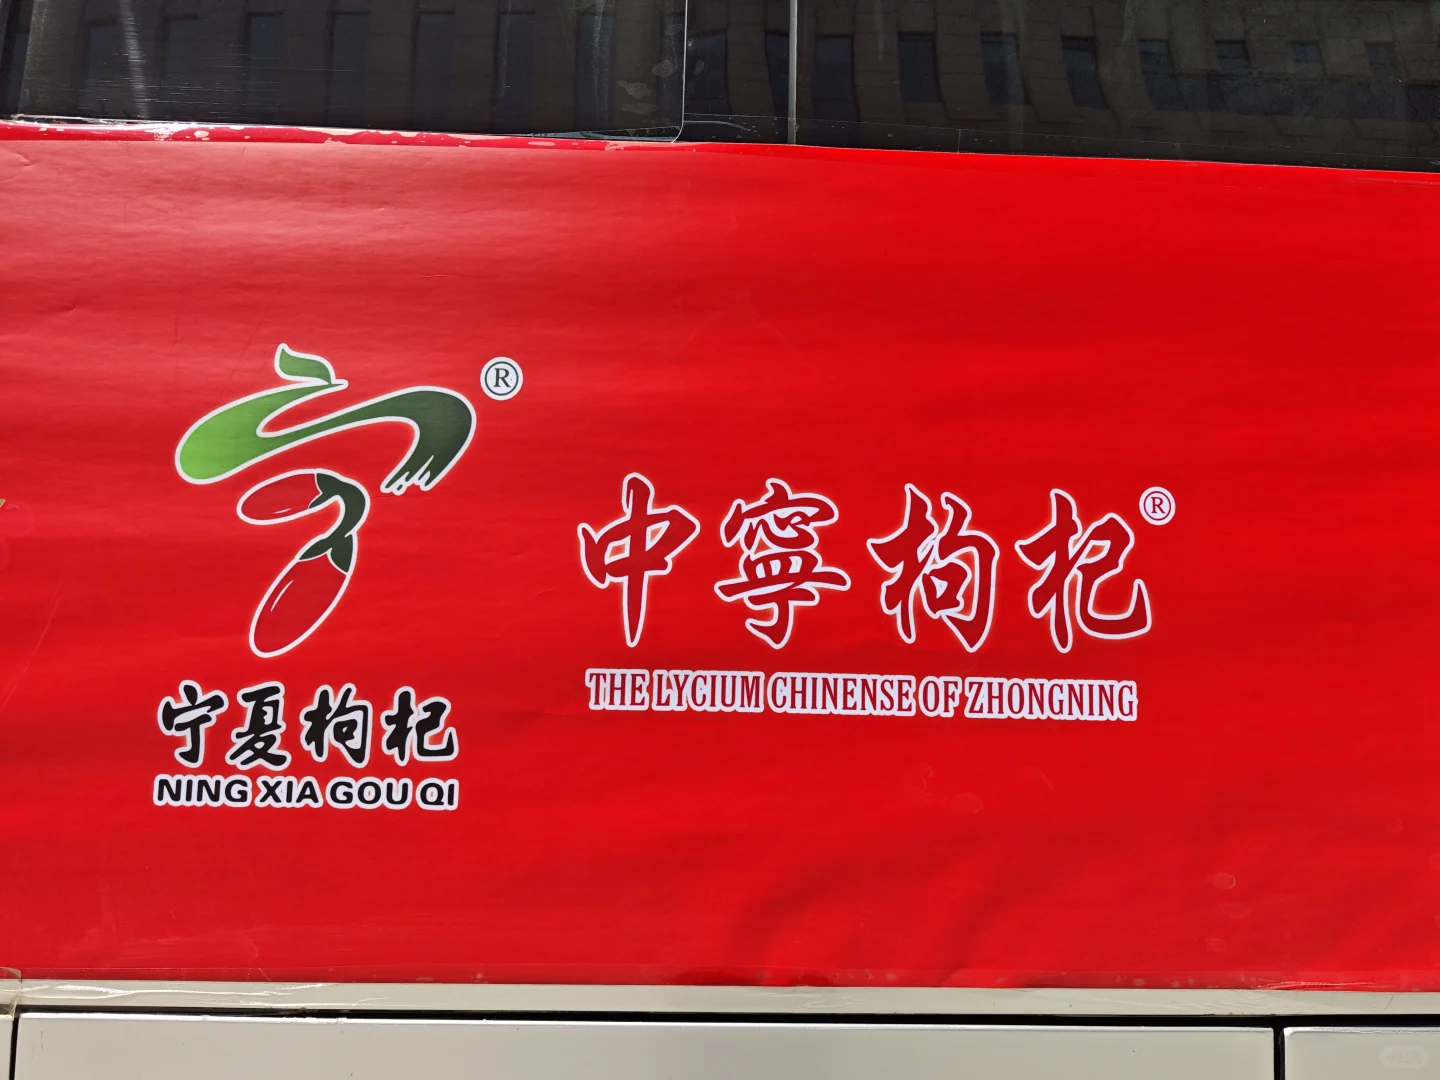 ®
宁夏枸杞
NING XIA GOU QI
中寧枸杞®
THE LYCIUM CHINENSE OF ZHONGNING